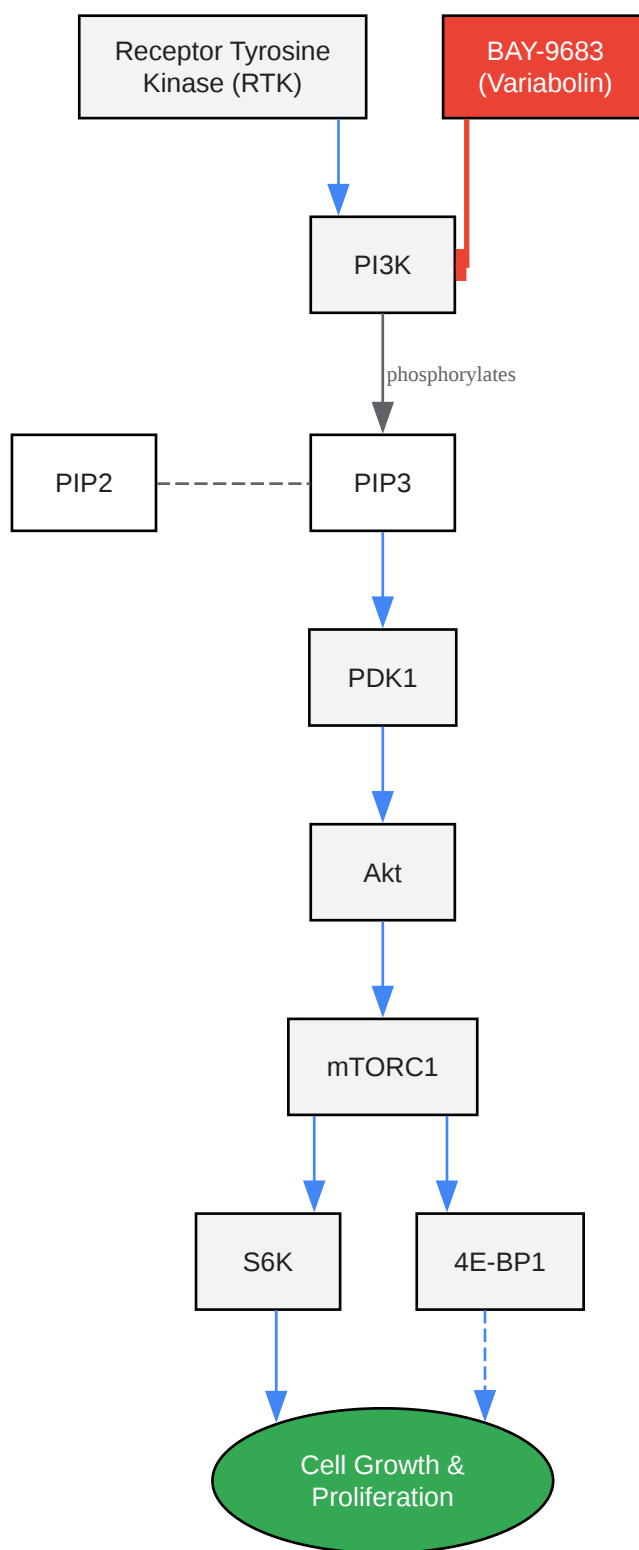 Receptor Tyrosine
Kinase (RTK)
BAY-9683
(Variabolin)
PI3K
phosphorylates
PIP2
PIP3
PDK1
Akt
mTORC1
S6K
4E-BP1
Cell Growth &
Proliferation